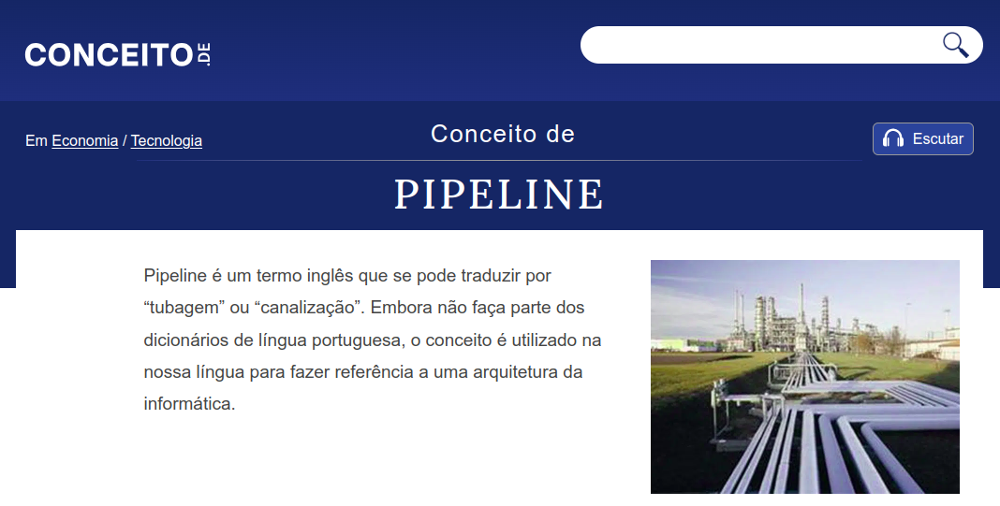 CONCEITO.DE
Em Economia / Tecnologia
Conceito de
Escutar
PIPELINE
Pipeline é um termo inglês que se pode traduzir por
“tubagem” ou “canalização”. Embora não faça parte dos
dicionários de língua portuguesa, o conceito é utilizado na
nossa língua para fazer referência a uma arquitetura da
informática.